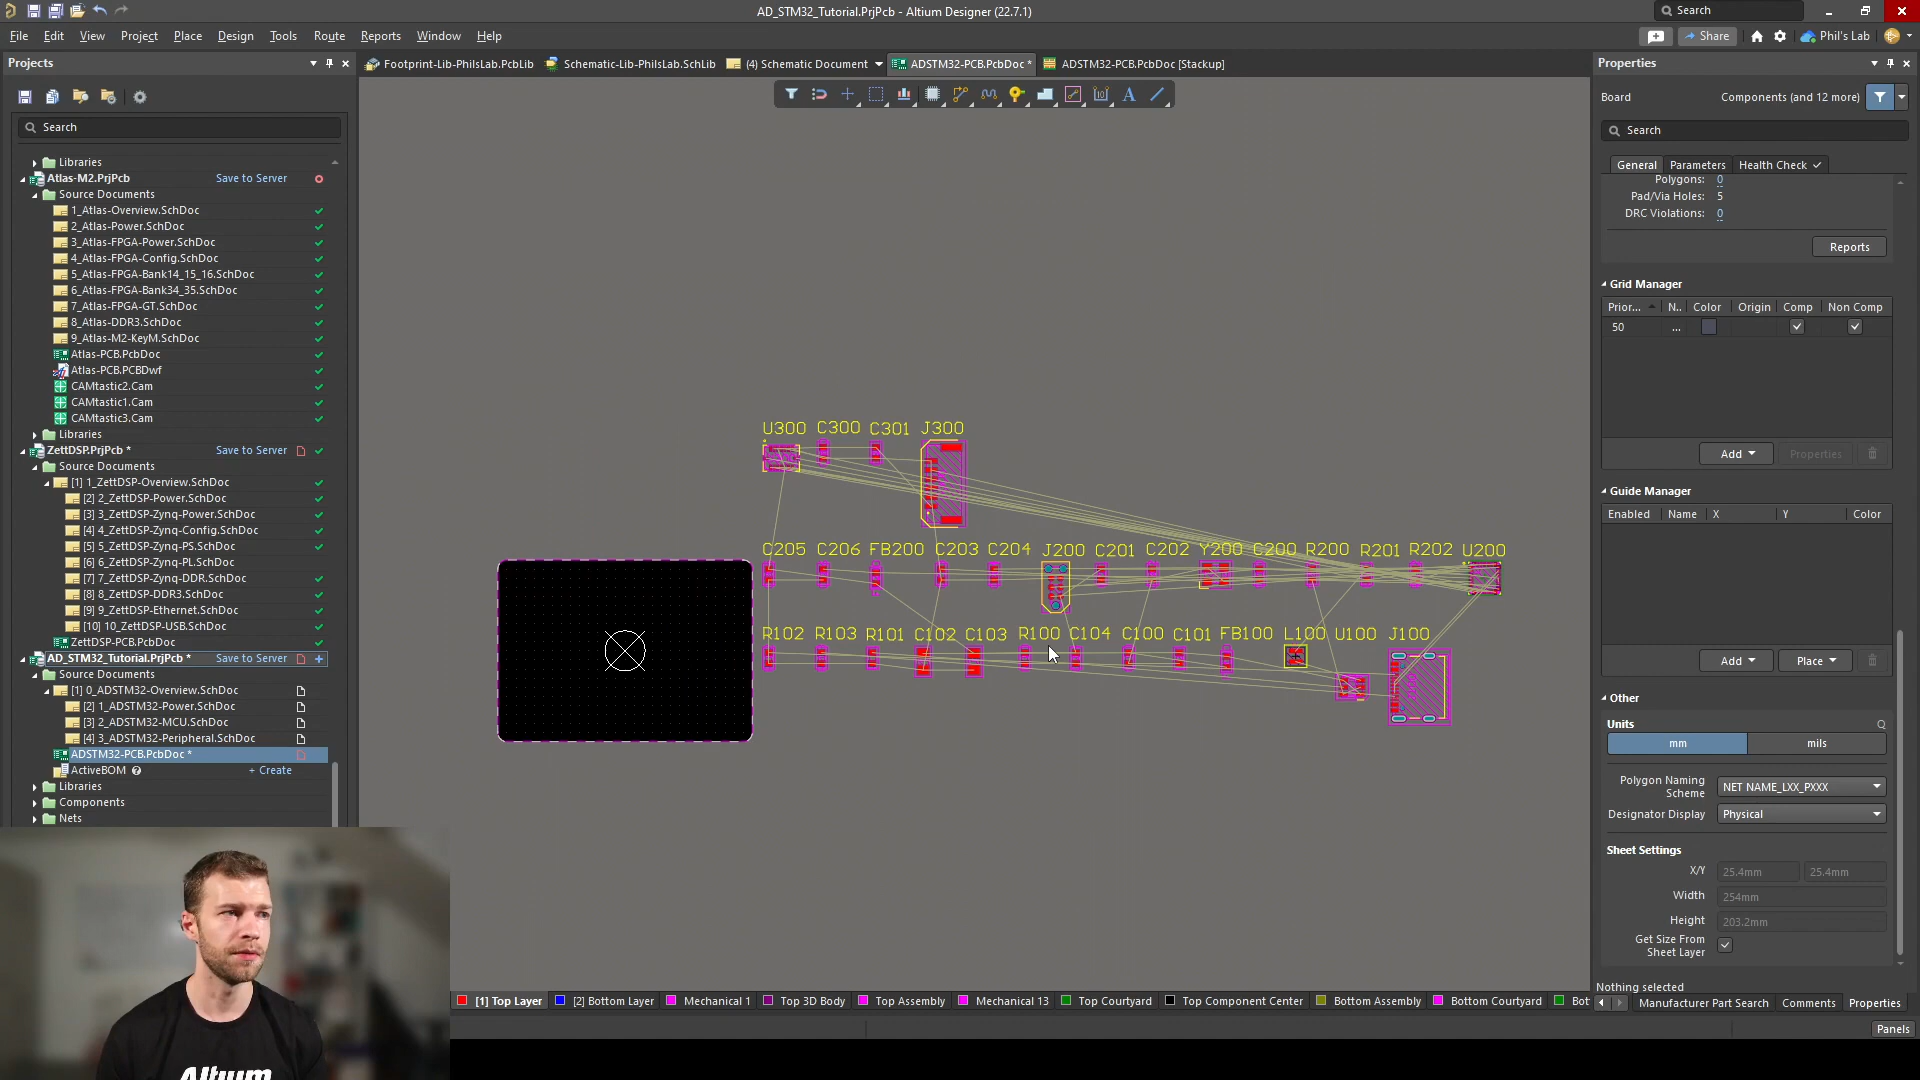 AD_STM32_Tutorial.PrjPcb - Altium Designer (22.7.1)
Search
File Edit View Project Place Design Tools Route Reports Window Help
Share
Phil's Lab
Projects
Footprint-Lib-PhilsLab.PcbLib
Schematic-Lib-PhilsLab.SchLib
(4) Schematic Document
ADSTM32-PCB.PcbDoc *
ADSTM32-PCB.PcbDoc [Stackup]
Properties
Board
Components (and 12 more)
Search
Search
General Parameters Health Check
Libraries
Atlas-M2.PrjPcb Save to Server
Source Documents
1_Atlas-Overview.SchDoc
2_Atlas-Power.SchDoc
3_Atlas-FPGA-Power.SchDoc
4_Atlas-FPGA-Config.SchDoc
5_Atlas-FPGA-Bank14_15_16.SchDoc
6_Atlas-FPGA-Bank34_35.SchDoc
7_Atlas-FPGA-GT.SchDoc
8_Atlas-DDR3.SchDoc
9_Atlas-M2-KeyM.SchDoc
Atlas-PCB.PcbDoc
Atlas-PCB.PCBDwf
CAMtastic2.Cam
CAMtastic1.Cam
CAMtastic3.Cam
Libraries
ZettDSP.PrjPcb * Save to Server
Source Documents
[1] 1_ZettDSP-Overview.SchDoc
[2] 2_ZettDSP-Power.SchDoc
[3] 3_ZettDSP-Zynq-Power.SchDoc
[4] 4_ZettDSP-Zynq-Config.SchDoc
[5] 5_ZettDSP-Zynq-PS.SchDoc
[6] 6_ZettDSP-Zynq-PL.SchDoc
[7] 7_ZettDSP-Zynq-DDR.SchDoc
[8] 8_ZettDSP-DDR3.SchDoc
[9] 9_ZettDSP-Ethernet.SchDoc
[10] 10_ZettDSP-USB.SchDoc
ZettDSP-PCB.PcbDoc
AD_STM32_Tutorial.PrjPcb * Save to Server
Source Documents
[1] 0_ADSTM32-Overview.SchDoc
[2] 1_ADSTM32-Power.SchDoc
[3] 2_ADSTM32-MCU.SchDoc
[4] 3_ADSTM32-Peripheral.SchDoc
ADSTM32-PCB.PcbDoc *
ActiveBOM + Create
Libraries
Components
Nets
U300 C300 C301 J300
C205 C206 FB200 C203 C204 J200 C201 C202 Y200 C200 R200 R201 R202 U200
R102 R103 R101 C102 C103 R100 C104 C100 C101 FB100 L100 U100 J100
Polygons: 0
Pad/Via Holes: 5
DRC Violations: 0
Reports
Grid Manager
Prior... N.. Color Origin Comp Non Comp
50 ...
Add Properties
Guide Manager
Enabled Name X Y Color
Add Place
Other
Units
mm mils
Polygon Naming
Scheme
NET NAME_LXX_PXXX
Designator Display Physical
Sheet Settings
X/Y 25.4mm 25.4mm
Width 254mm
Height 203.2mm
Get Size From
Sheet Layer
Nothing selected
[1] Top Layer [2] Bottom Layer Mechanical 1 Top 3D Body Top Assembly Mechanical 13 Top Courtyard Top Component Center Bottom Assembly Bottom Courtyard Bot
Manufacturer Part Search Comments Properties
Panels
Altium